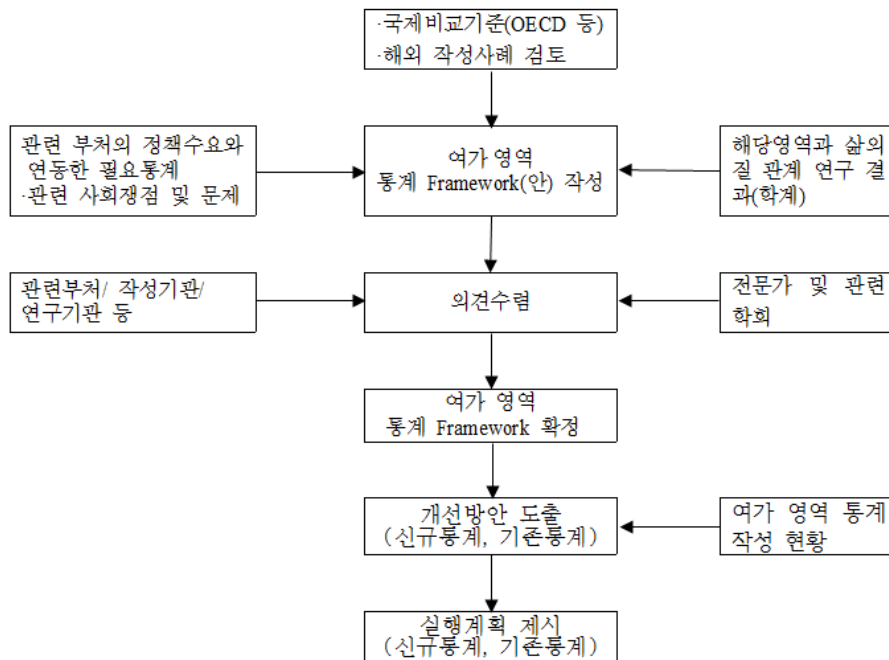 ·국제비교기준(OECD 등)
·해외 작성사례 검토
관련 부처의 정책수요와
연동한 필요통계
·관련 사회쟁점 및 문제
여가 영역
통계 Framework(안) 작성
해당영역과 삶의
질 관계 연구 결
과(학계)
관련부처/ 작성기관/
연구기관 등
의견수렴
전문가 및 관련
학회
여가 영역
통계 Framework 확정
개선방안 도출
(신규통계, 기존통계)
여가 영역 통계
작성 현황
실행계획 제시
(신규통계, 기존통계)